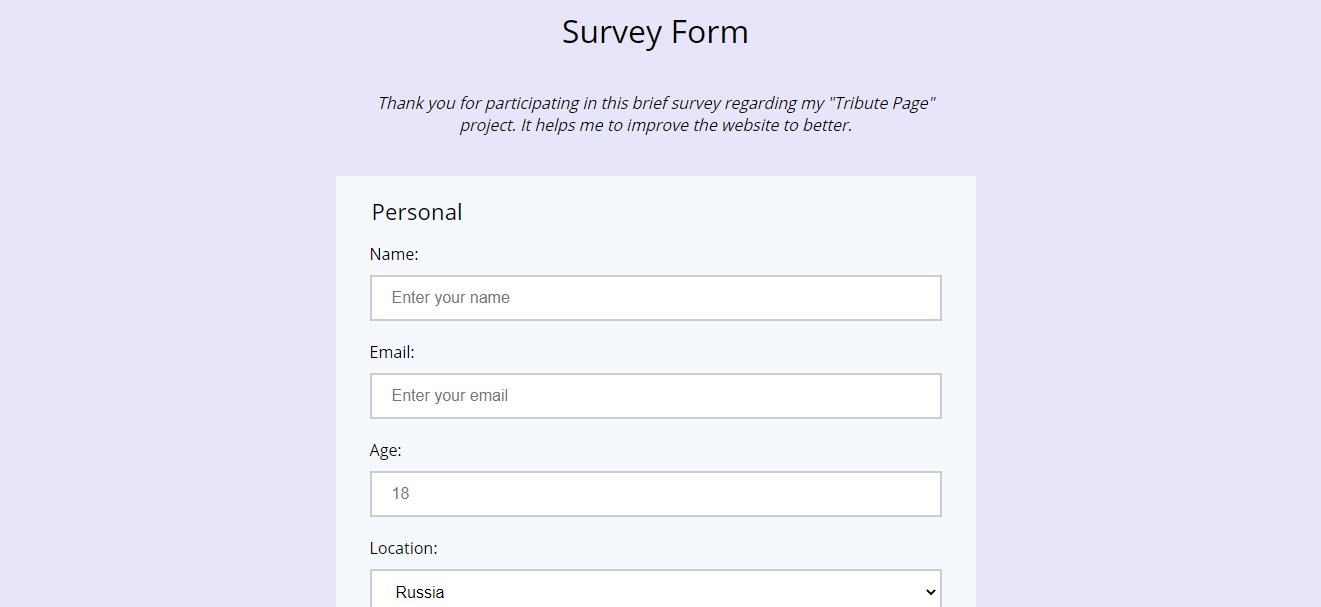 Survey Form
Thank you for participating in this brief survey regarding my "Tribute Page"
project. It helps me to improve the website to better.
Personal
Name:
Enter your name
Email:
Enter your email
Age:
18
Location:
Russia